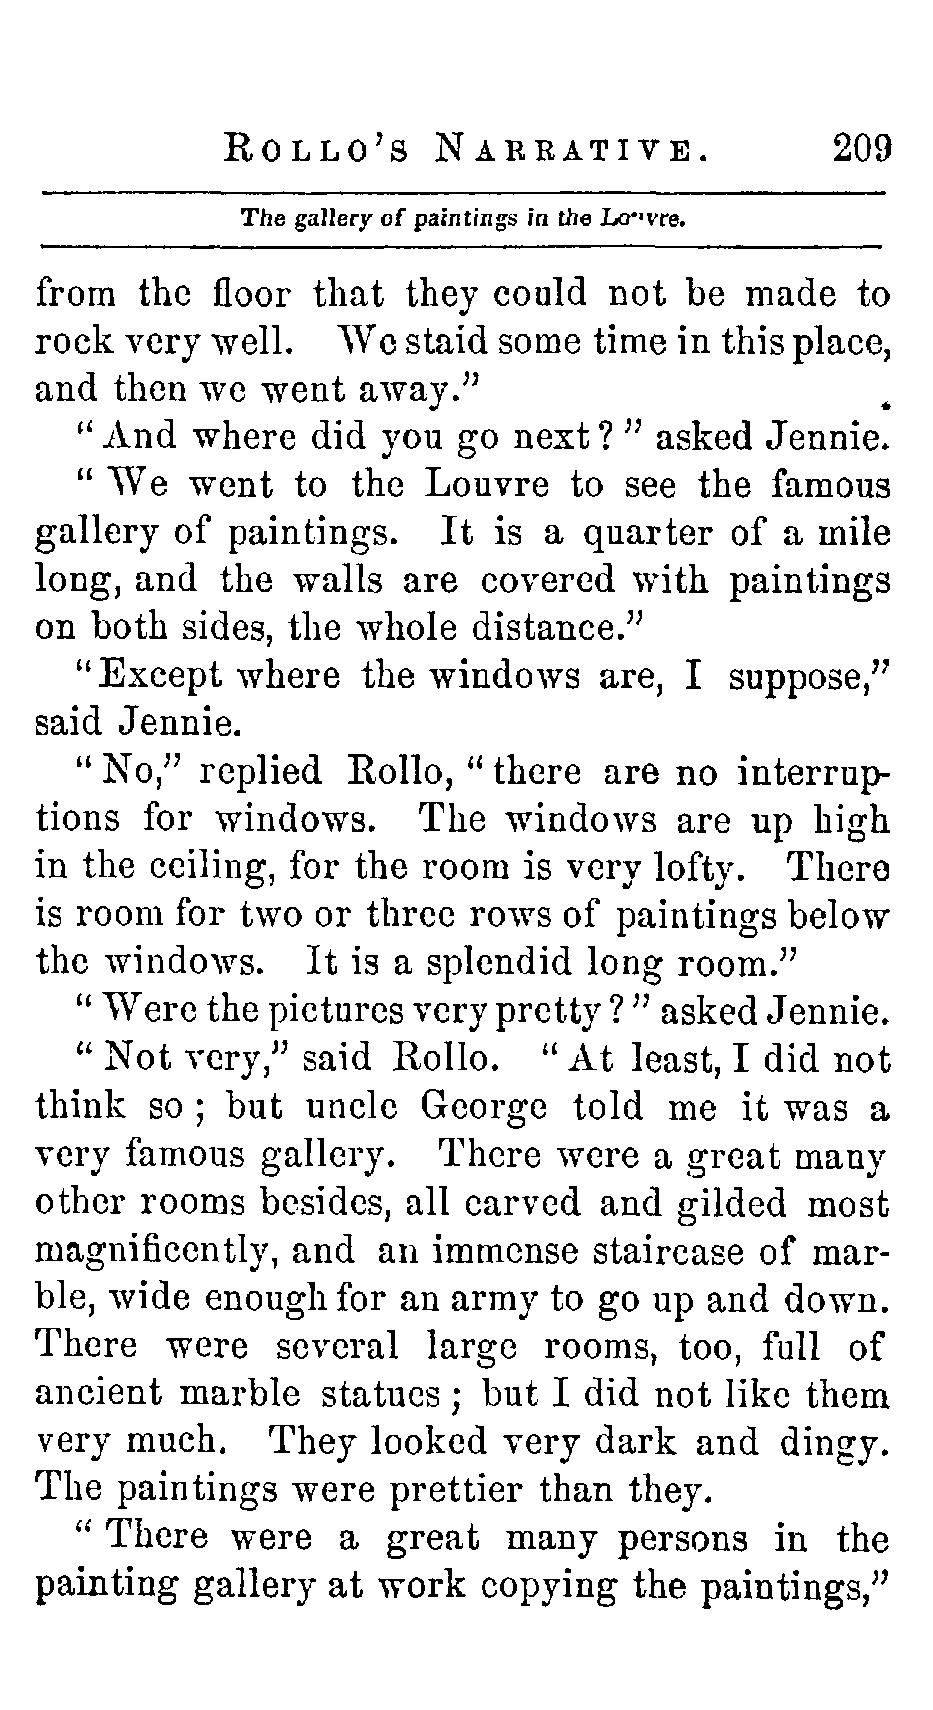 ROLLO'S NARRATIVE. 209
The gallery of paintings in the Louvre.
from the floor that they could not be made to
rock very well. We staid some time in this place,
and then we went away."
"And where did you go next?" asked Jennie.
"We went to the Louvre to see the famous
gallery of paintings. It is a quarter of a mile
long, and the walls are covered with paintings
on both sides, the whole distance."
"Except where the windows are, I suppose,"
said Jennie.
"No," replied Rollo, "there are no interrup-
tions for windows. The windows are up high
in the ceiling, for the room is very lofty. There
is room for two or three rows of paintings below
the windows. It is a splendid long room."
"Were the pictures very pretty?" asked Jennie.
"Not very," said Rollo. "At least, I did not
think so; but uncle George told me it was a
very famous gallery. There were a great many
other rooms besides, all carved and gilded most
magnificently, and an immense staircase of mar-
ble, wide enough for an army to go up and down.
There were several large rooms, too, full of
ancient marble statues; but I did not like them
very much. They looked very dark and dingy.
The paintings were prettier than they.
"There were a great many persons in the
painting gallery at work copying the paintings,"